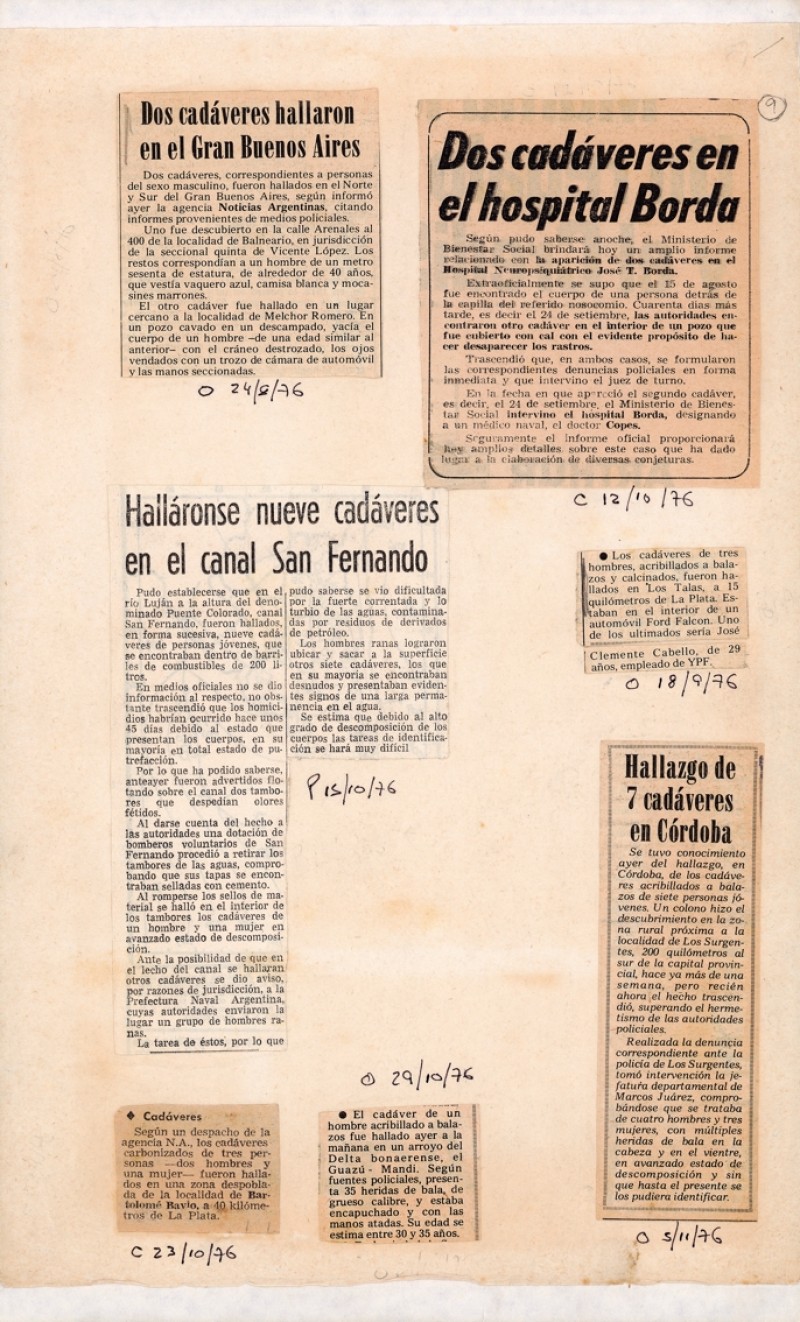 9
Dos cadáveres hallaron
en el Gran Buenos Aires
Dos cadáveres, correspondientes a personas
del sexo masculino, fueron hallados en el Norte
y Sur del Gran Buenos Aires, según informó
ayer la agencia Noticias Argentinas, citando
informes provenientes de medios policiales.
Uno fue descubierto en la calle Arenales al
400 de la localidad de Balneario, en jurisdicción
de la seccional quinta de Vicente López. Los
restos correspondían a un hombre de un metro
sesenta de estatura, de alrededor de 40 años,
que vestía vaquero azul, camisa blanca y moca-
sines marrones.
El otro cadáver fue hallado en un lugar
cercano a la localidad de Melchor Romero. En
un pozo cavado en un descampado, yacía el
cuerpo de un hombre —de una edad similar al
anterior— con el cráneo destrozado, los ojos
vendados con un trozo de cámara de automóvil
y las manos seccionadas.
O 24/8/76
Dos cadáveres en
el hospital Borda
Según pudo saberse anoche, el Ministerio de
Bienestar Social brindará hoy un amplio informe
relacionado con la aparición de dos cadáveres en el
Hospital Neuropsiquiátrico José T. Borda.
Extraoficialmente se supo que el 15 de agosto
fue encontrado el cuerpo de una persona detrás de
la capilla del referido nosocomio. Cuarenta días más
tarde, es decir el 24 de setiembre, las autoridades en-
contraron otro cadáver en el interior de un pozo que
fue cubierto con cal con el evidente propósito de ha-
cer desaparecer los rastros.
Trascendió que, en ambos casos, se formularon
las correspondientes denuncias policiales en forma
inmediata y que intervino el juez de turno.
En la fecha en que apareció el segundo cadáver,
es decir, el 24 de setiembre, el Ministerio de Bienes-
tar Social intervino el hospital Borda, designando
a un médico naval, el doctor Copes.
Seguramente el informe oficial proporcionará
hoy amplios detalles sobre este caso que ha dado
lugar a la elaboración de diversas conjeturas.
C 12/10/76
Halláronse nueve cadáveres
en el canal San Fernando
Pudo establecerse que en el
río Luján a la altura del deno-
minado Puente Colorado, canal
San Fernando, fueron hallados,
en forma sucesiva, nueve cadá-
veres de personas jóvenes, que
se encontraban dentro de barri-
les de combustibles de 200 li-
tros.
En medios oficiales no se dio
información al respecto, no obs-
tante trascendió que los homici-
dios habrían ocurrido hace unos
45 días debido al estado que
presentan los cuerpos, en su
mayoría en total estado de pu-
trefacción.
Por lo que ha podido saberse,
anteayer fueron advertidos flo-
tando sobre el canal dos tambo-
res que despedían olores
fétidos.
Al darse cuenta del hecho a
las autoridades una dotación de
bomberos voluntarios de San
Fernando procedió a retirar los
tambores de las aguas, compro-
bando que sus tapas se encon-
traban selladas con cemento.
Al romperse los sellos de ma-
terial se halló en el interior de
los tambores los cadáveres de
un hombre y una mujer en
avanzado estado de descomposi-
ción.
Ante la posibilidad de que en
el lecho del canal se hallaran
otros cadáveres se dio aviso,
por razones de jurisdicción, a la
Prefectura Naval Argentina,
cuyas autoridades enviaron al
lugar un grupo de hombres ra-
nas.
La tarea de éstos, por lo que
pudo saberse se vio dificultada
por la fuerte correntada y lo
turbio de las aguas, contamina-
das por residuos de derivados
de petróleo.
Los hombres ranas lograron
ubicar y sacar a la superficie
otros siete cadáveres, los que
en su mayoría se encontraban
desnudos y presentaban eviden-
tes signos de una larga perma-
nencia en el agua.
Se estima que debido al alto
grado de descomposición de los
cuerpos las tareas de identifica-
ción se hará muy difícil
P 15/10/76
● Los cadáveres de tres
hombres, acribillados a bala-
zos y calcinados, fueron ha-
llados en Los Talas, a 15
quilómetros de La Plata. Es-
taban en el interior de un
automóvil Ford Falcon. Uno
de los ultimados sería José
Clemente Cabello, de 29
años, empleado de YPF.
O 18/9/76
Hallazgo de
7 cadáveres
en Córdoba
Se tuvo conocimiento
ayer del hallazgo, en
Córdoba, de los cadáve-
res acribillados a bala-
zos de siete personas jó-
venes. Un colono hizo el
descubrimiento en la zo-
na rural próxima a la
localidad de Los Surgen-
tes, 200 quilómetros al
sur de la capital provin-
cial, hace ya más de una
semana, pero recién
ahora el hecho trascen-
dió, superando el herme-
tismo de las autoridades
policiales.
Realizada la denuncia
correspondiente ante la
policía de Los Surgentes,
tomó intervención la je-
fatura departamental de
Marcos Juárez, compro-
bándose que se trataba
de cuatro hombres y tres
mujeres, con múltiples
heridas de bala en la
cabeza y en el vientre,
en avanzado estado de
descomposición y sin
que hasta el presente se
los pudiera identificar.
O 5/11/76
◆ Cadáveres
Según un despacho de la
agencia N.A., los cadáveres
carbonizados de tres per-
sonas —dos hombres y
una mujer— fueron halla-
dos en una zona despobla-
da de la localidad de Bar-
tolomé Bavio, a 40 kilóme-
tros de La Plata.
C 23/10/76
O 29/10/76
● El cadáver de un
hombre acribillado a bala-
zos fue hallado ayer a la
mañana en un arroyo del
Delta bonaerense, el
Guazú - Mandi. Según
fuentes policiales, presen-
ta 35 heridas de bala, de
grueso calibre, y estaba
encapuchado y con las
manos atadas. Su edad se
estima entre 30 y 35 años.